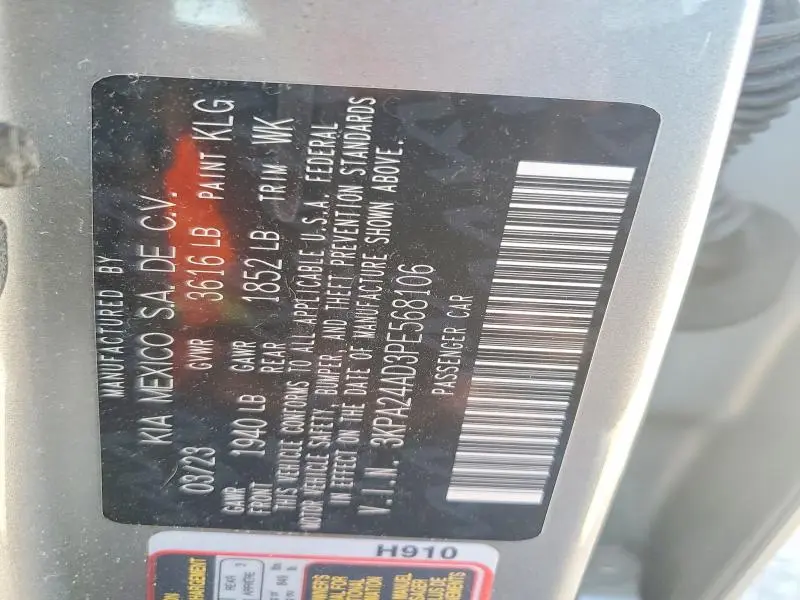 MANUFACTURED BY
KIA MEXICO S.A. DE C.V.
03/23 GVWR 3616 LB PAINT KLG
GAWR FRONT 1940 LB GAWR REAR 1852 LB TRIM WK
THIS VEHICLE CONFORMS TO ALL APPLICABLE U.S.A. FEDERAL
MOTOR VEHICLE SAFETY, BUMPER, AND THEFT PREVENTION STANDARDS
IN EFFECT ON THE DATE OF MANUFACTURE SHOWN ABOVE.
V.I.N. 3KPA24AD3PE568106
PASSENGER CAR
H910
REAR
ARRIÈRE